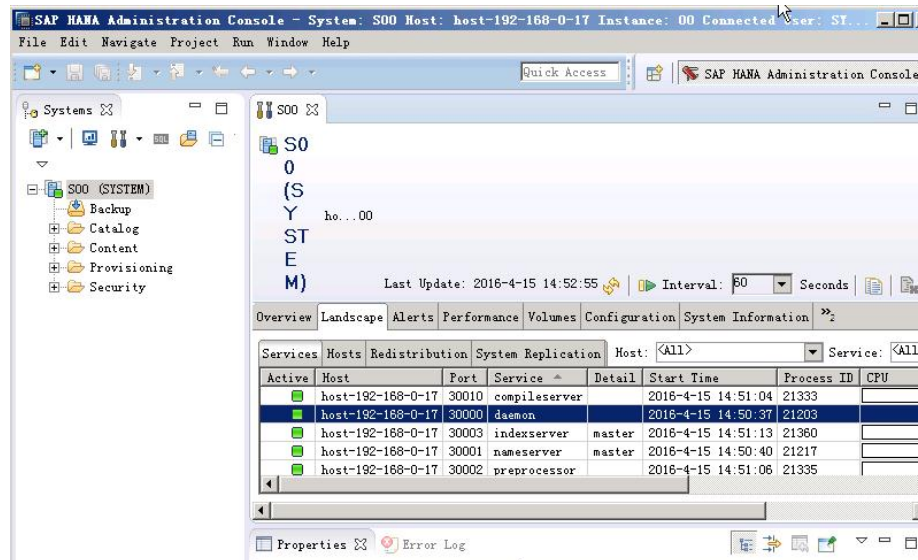 SAP HANA Administration Console - System: S00 Host: host-192-168-0-17 Instance: 00 Connected User: SY...
File Edit Navigate Project Run Window Help
Quick Access SAP HANA Administration Console
Systems
SQL
S00 (SYSTEM)
Backup
Catalog
Content
Provisioning
Security
S00
S0
0
(S
Y
ST
E
M)
ho...00
Last Update: 2016-4-15 14:52:55 Interval: 60 Seconds
Overview Landscape Alerts Performance Volumes Configuration System Information »2
Services Hosts Redistribution System Replication Host: <All> Service: <All
Active Host Port Service Detail Start Time Process ID CPU
host-192-168-0-17 30010 compileserver 2016-4-15 14:51:04 21333
host-192-168-0-17 30000 daemon 2016-4-15 14:50:37 21203
host-192-168-0-17 30003 indexserver master 2016-4-15 14:51:13 21360
host-192-168-0-17 30001 nameserver master 2016-4-15 14:50:40 21217
host-192-168-0-17 30002 preprocessor 2016-4-15 14:51:06 21335
Properties Error Log